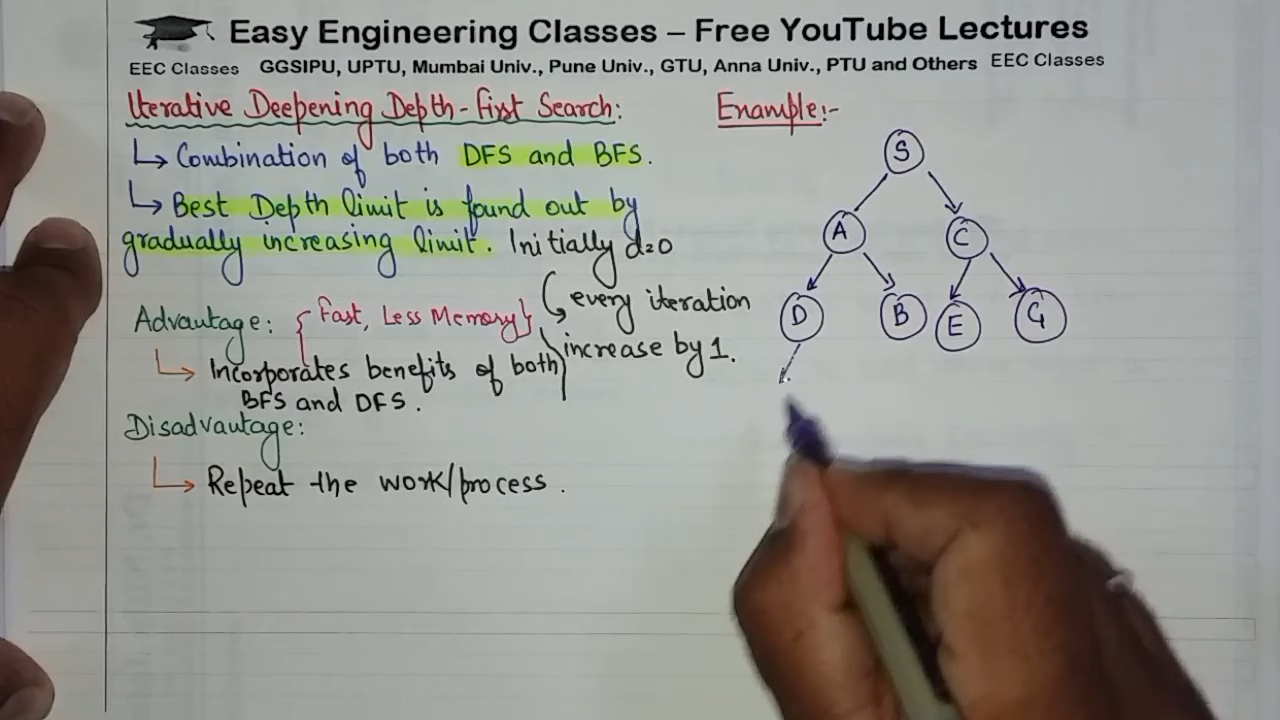 Easy Engineering Classes – Free YouTube Lectures
EEC Classes GGSIPU, UPTU, Mumbai Univ., Pune Univ., GTU, Anna Univ., PTU and Others EEC Classes
Iterative Deepening Depth-First Search:
Combination of both DFS and BFS.
Best Depth limit is found out by
gradually increasing limit. Initially d=0
every iteration
increase by 1.
Advantage: { Fast, Less Memory }
Incorporates benefits of both
BFS and DFS.
Disadvantage:
Repeat the work/process.
Example:-
S
A C
D B E G